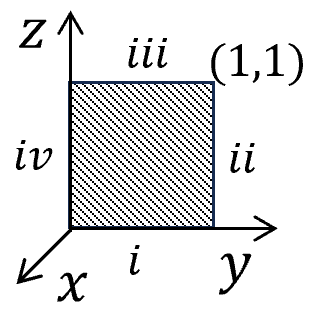 z
iii (1,1)
iv ii
x i y